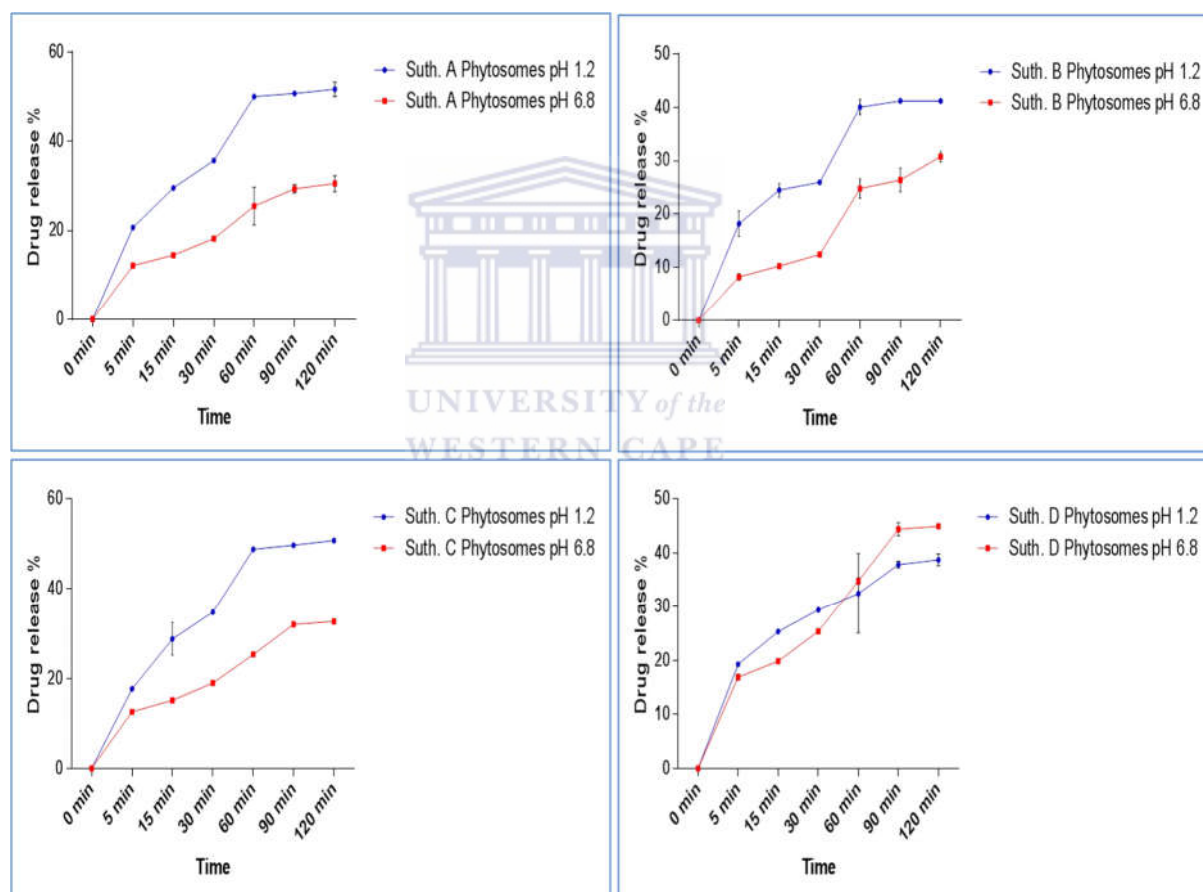 60
40
20
0
Drug release %
0 min
5 min
15 min
30 min
60 min
90 min
120 min
Time
Suth. A Phytosomes pH 1.2
Suth. A Phytosomes pH 6.8
50
40
30
20
10
0
Drug release %
0 min
5 min
15 min
30 min
60 min
90 min
120 min
Time
Suth. B Phytosomes pH 1.2
Suth. B Phytosomes pH 6.8
UNIVERSITY of the
WESTERN CAPE
60
40
20
0
Drug release %
0 min
5 min
15 min
30 min
60 min
90 min
120 min
Time
Suth. C Phytosomes pH 1.2
Suth. C Phytosomes pH 6.8
50
40
30
20
10
0
Drug release %
0 min
5 min
15 min
30 min
60 min
90 min
120 min
Time
Suth. D Phytosomes pH 1.2
Suth. D Phytosomes pH 6.8